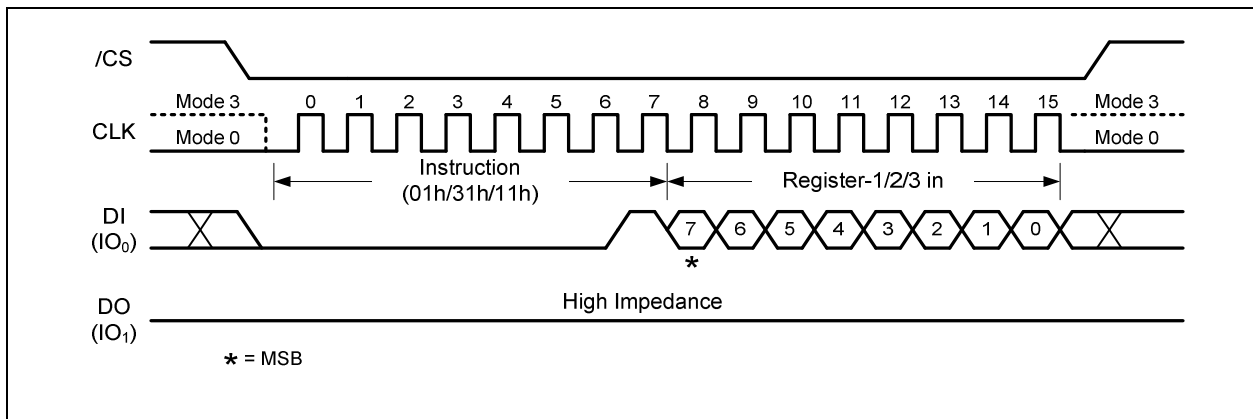 /CS
Mode 3 0 1 2 3 4 5 6 7 8 9 10 11 12 13 14 15 Mode 3
CLK Mode 0 Mode 0
Instruction
(01h/31h/11h)
Register-1/2/3 in
DI
(IO₀)
7 6 5 4 3 2 1 0
*
High Impedance
DO
(IO₁)
* = MSB